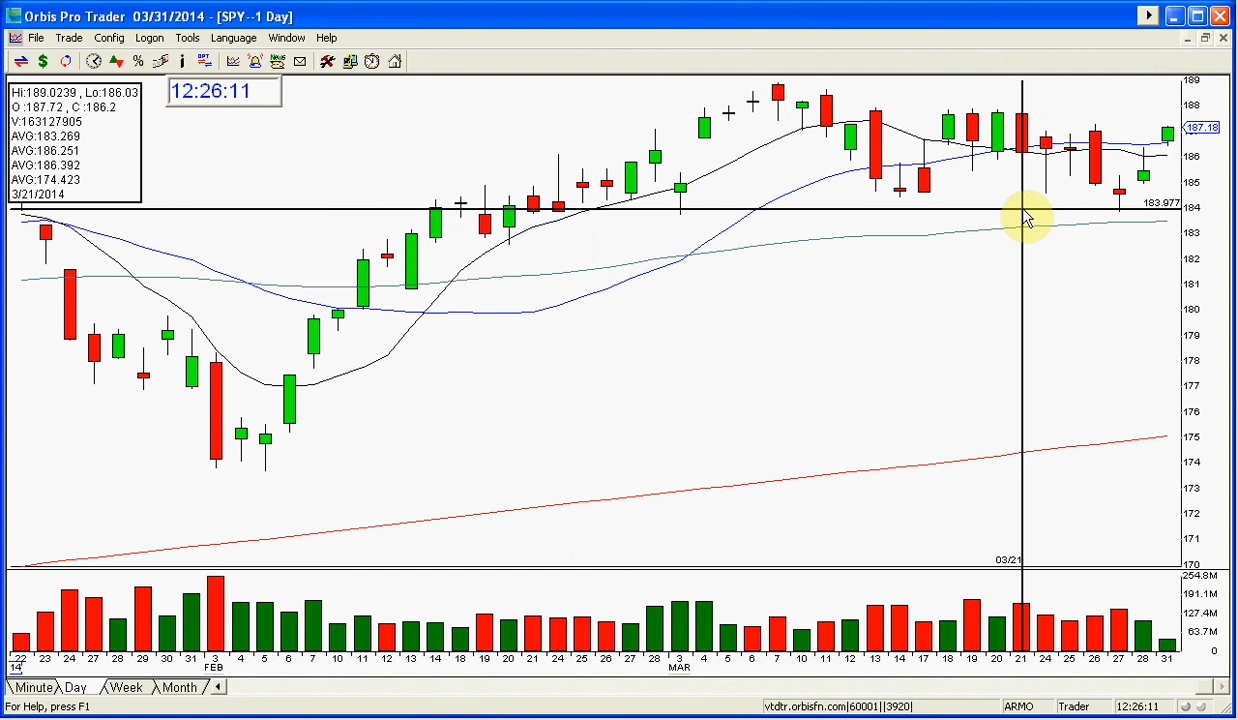 Orbis Pro Trader 03/31/2014 - [SPY--1 Day]
File Trade Config Logon Tools Language Window Help
$ % i OPT News
Hi:189.0239 , Lo:186.03
O :187.72 , C :186.2
V:163127905
AVG:183.269
AVG:186.251
AVG:186.392
AVG:174.423
3/21/2014
12:26:11
189
188
187.18
186
185
183.977
184
183
182
181
180
179
178
177
176
175
174
173
172
171
170
03/21
254.8M
191.1M
127.4M
63.7M
0
22 23 24 27 28 29 30 31 3 4 5 6 7 10 11 12 13 14 18 19 20 21 24 25 26 27 28 3 4 5 6 7 10 11 12 13 14 17 18 19 20 21 24 25 26 27 28 31
14 FEB MAR
Minute Day Week Month
For Help, press F1 vtdtr.orbisfn.com|60001||3920| ARMO Trader 12:26:11